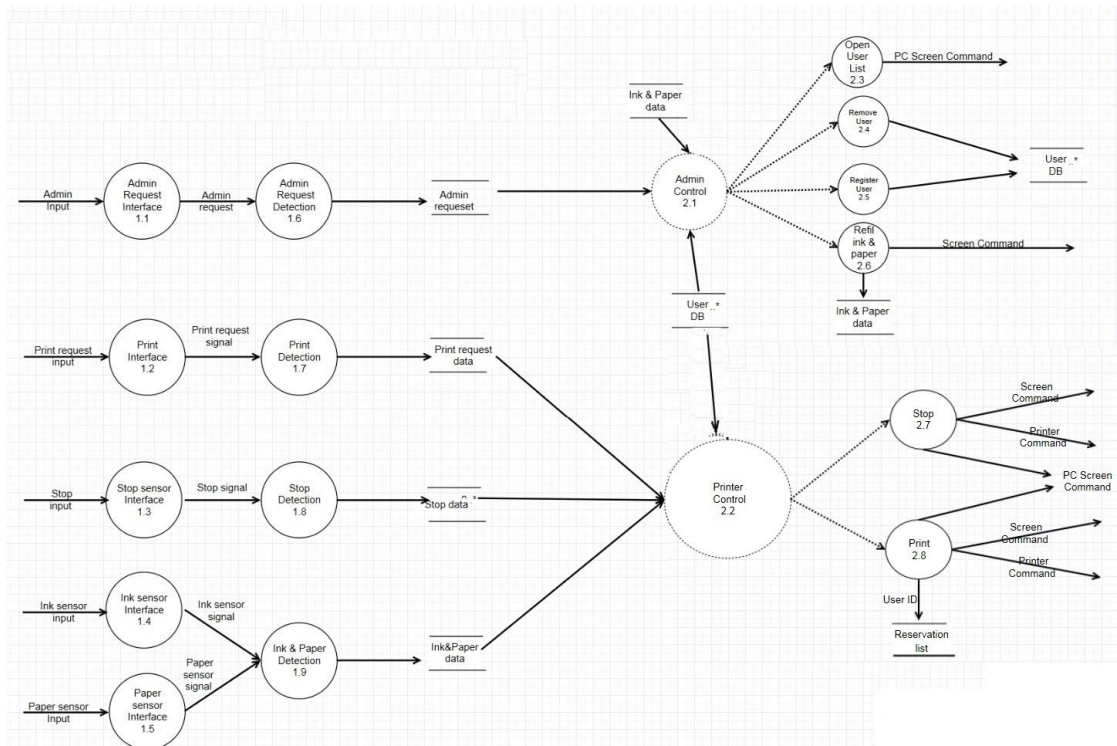 Open
User
List
2.3
PC Screen Command
Ink & Paper
data
Remove
User
2.4
User ..*
DB
Admin
Control
2.1
Register
User
2.5
Admin
Input
Admin
Request
Interface
1.1
Admin
request
Admin
Request
Detection
1.6
Admin
requeset
Refil
ink &
paper
2.6
Screen Command
User ..*
DB
Ink & Paper
data
Print request
input
Print
Interface
1.2
Print request
signal
Print
Detection
1.7
Print request
data
Stop
2.7
Screen
Command
Printer
Command
PC Screen
Command
Stop
input
Stop sensor
Interface
1.3
Stop signal
Stop
Detection
1.8
Stop data
Printer
Control
2.2
Print
2.8
Screen
Command
Printer
Command
User ID
Reservation
list
Ink sensor
input
Ink sensor
Interface
1.4
Ink sensor
signal
Ink & Paper
Detection
1.9
Ink&Paper
data
Paper
sensor
signal
Paper sensor
Input
Paper
sensor
Interface
1.5